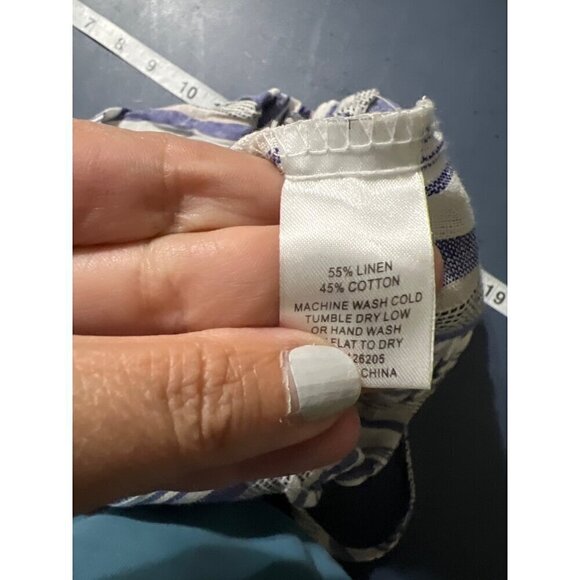 7
8
9
10
55% LINEN
45% COTTON
MACHINE WASH COLD
TUMBLE DRY LOW
OR HAND WASH
FLAT TO DRY
26205
CHINA
19